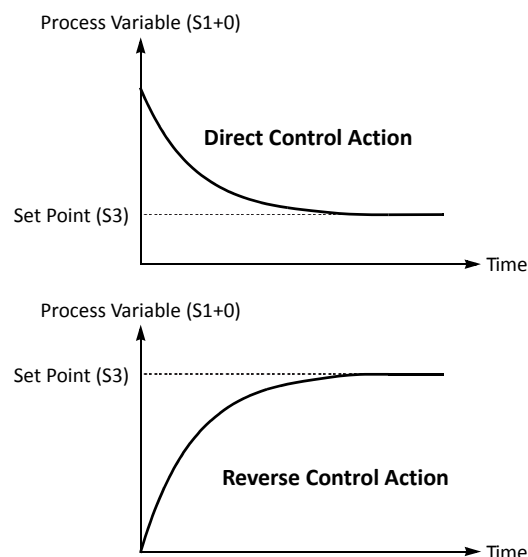 Process Variable (S1+0)
Direct Control Action
Set Point (S3)
Time
Process Variable (S1+0)
Set Point (S3)
Reverse Control Action
Time